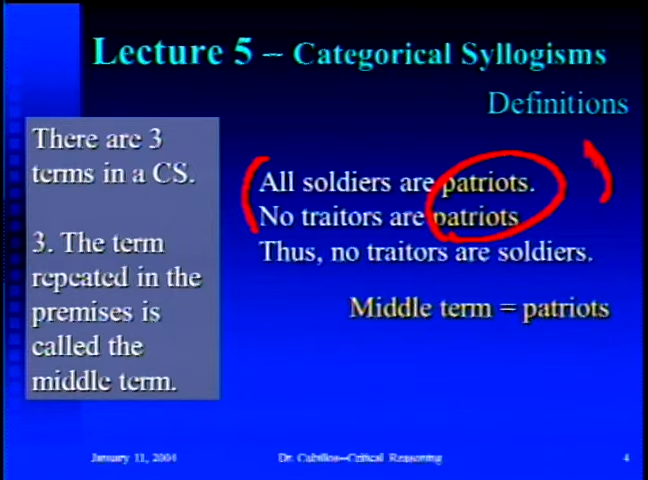 Lecture 5 – Categorical Syllogisms
Definitions
There are 3
terms in a CS.
3. The term
repeated in the
premises is
called the
middle term.
All soldiers are patriots.
No traitors are patriots
Thus, no traitors are soldiers.
Middle term = patriots
January 11, 2004
Dr. Cubillos--Critical Reasoning
4